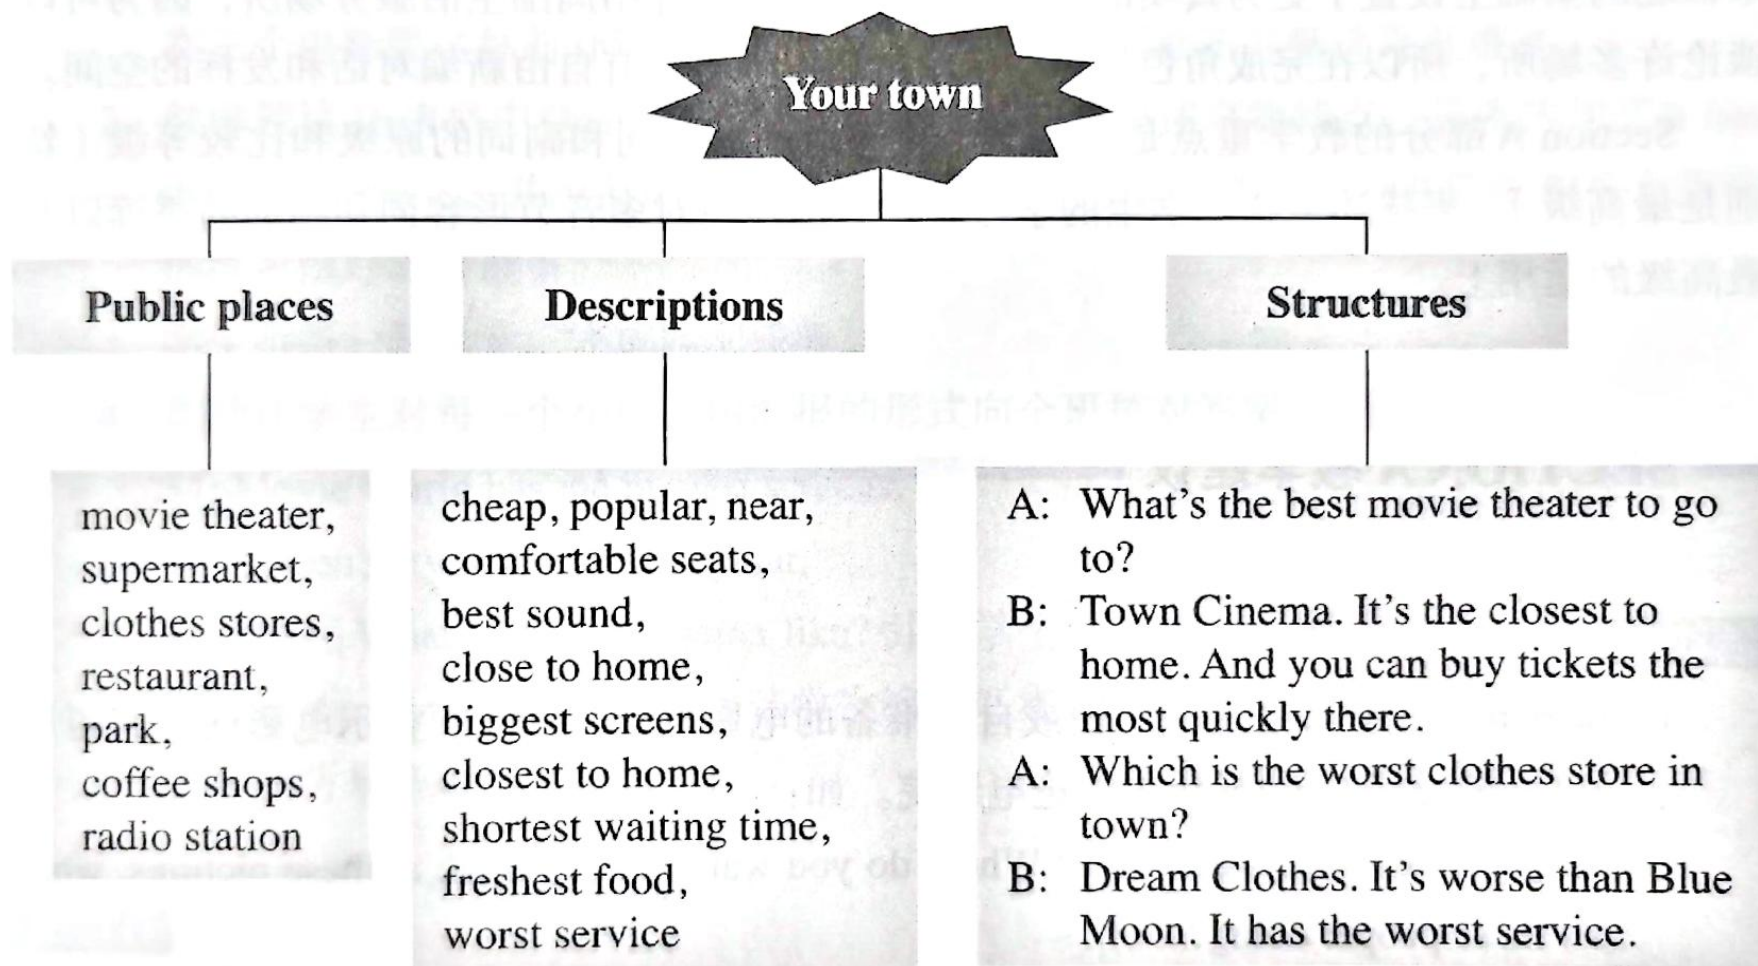 Your town
Public places
Descriptions
Structures
movie theater,
supermarket,
clothes stores,
restaurant,
park,
coffee shops,
radio station
cheap, popular, near,
comfortable seats,
best sound,
close to home,
biggest screens,
closest to home,
shortest waiting time,
freshest food,
worst service
A: What's the best movie theater to go
to?
B: Town Cinema. It's the closest to
home. And you can buy tickets the
most quickly there.
A: Which is the worst clothes store in
town?
B: Dream Clothes. It's worse than Blue
Moon. It has the worst service.